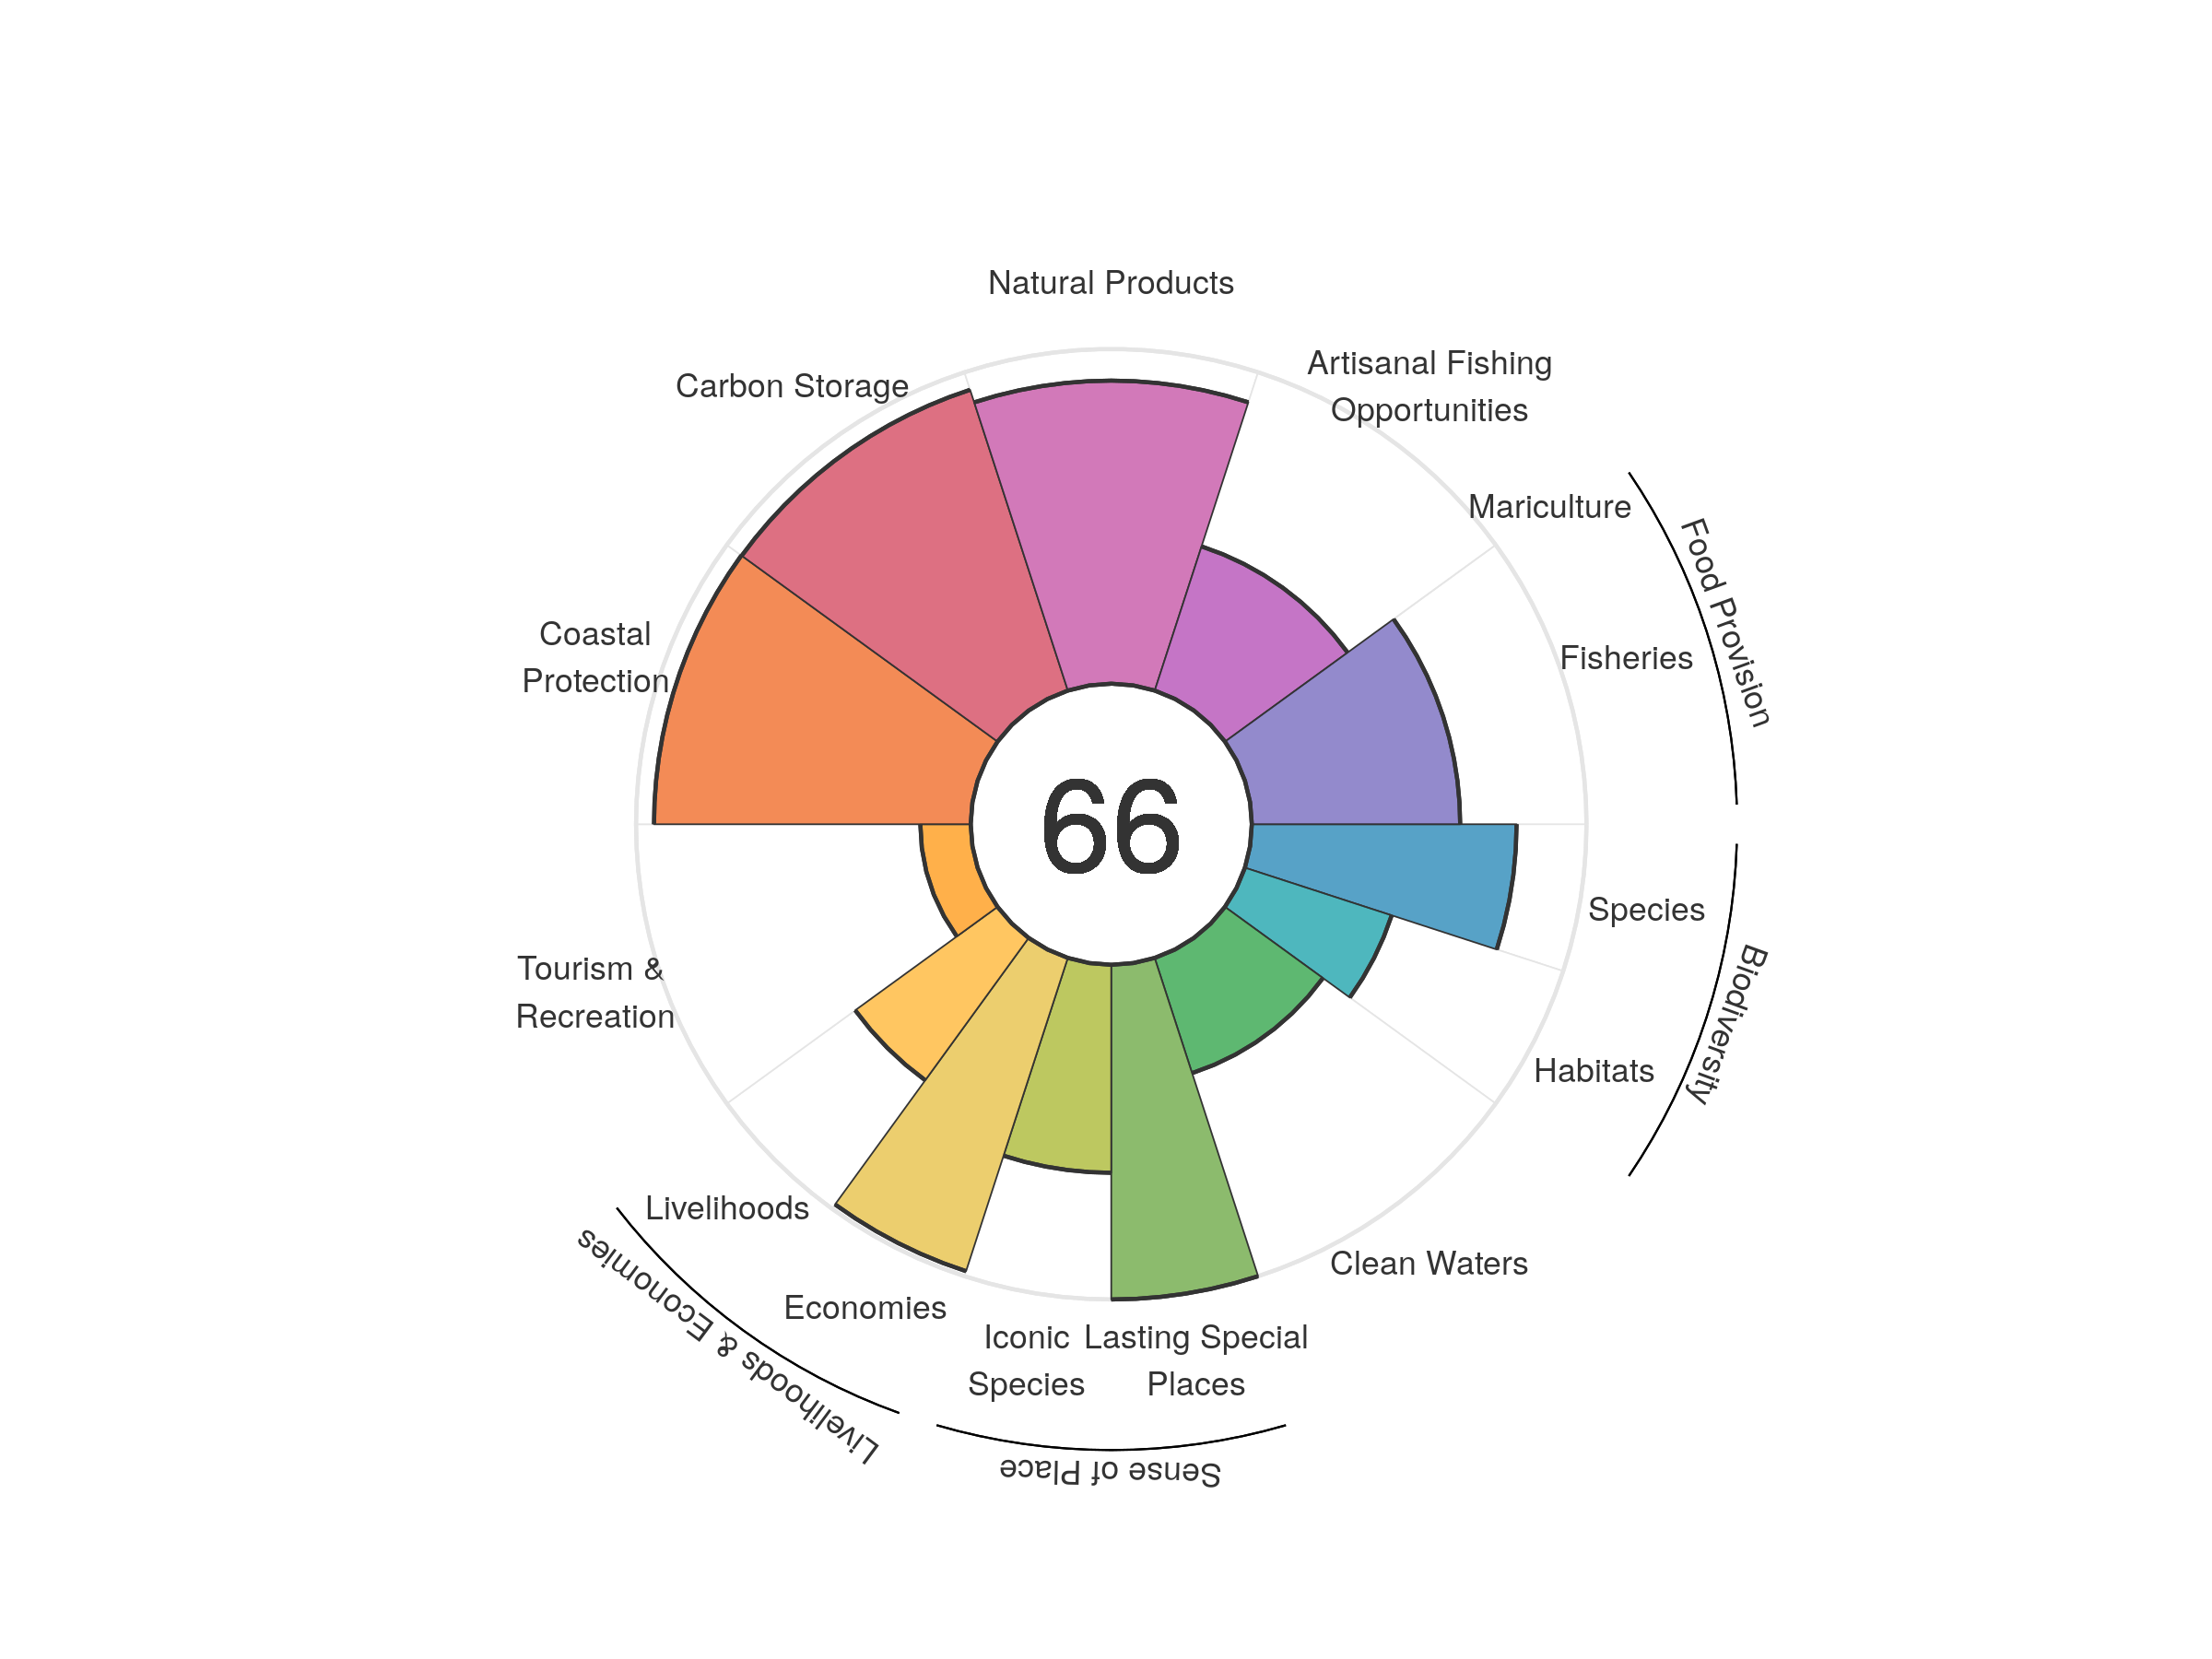 Natural Products
Artisanal Fishing
Opportunities
Carbon Storage
Mariculture
Food Provision
Fisheries
Coastal
Protection
66
Species
Biodiversity
Tourism &
Recreation
Habitats
Livelihoods
Clean Waters
Livelihoods & Economies
Economies
Iconic
Species
Lasting Special
Places
Sense of Place